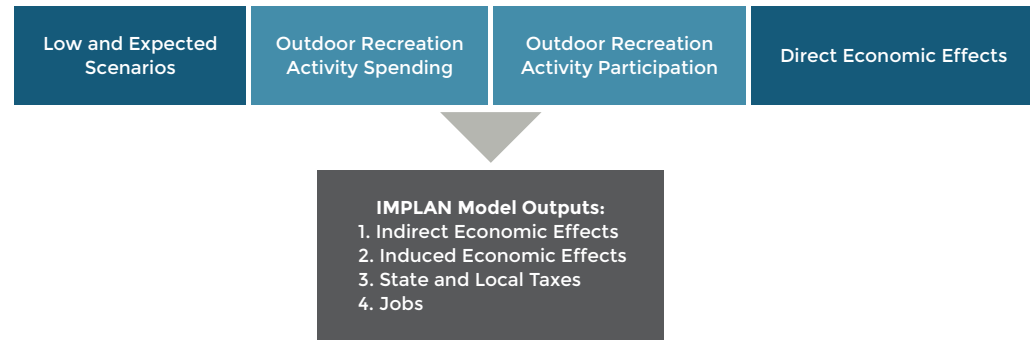 Low and Expected
Scenarios
Outdoor Recreation
Activity Spending
Outdoor Recreation
Activity Participation
Direct Economic Effects
IMPLAN Model Outputs:
1. Indirect Economic Effects
2. Induced Economic Effects
3. State and Local Taxes
4. Jobs